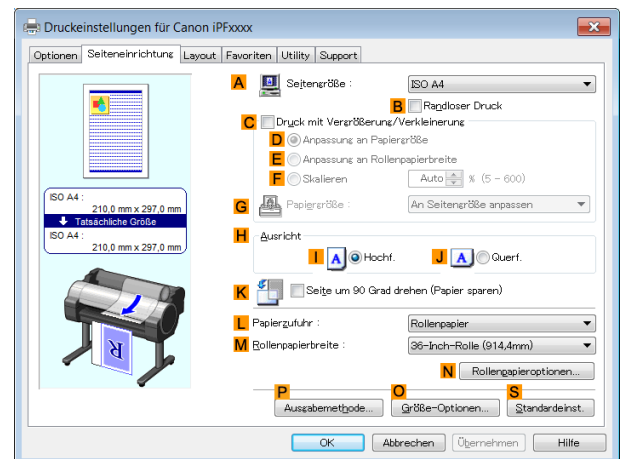 Druckeinstellungen für Canon iPFxxxx
Optionen Seiteneinrichtung Layout Favoriten Utility Support
A Seitengröße : ISO A4
B Randloser Druck
C Druck mit Vergrößerung/Verkleinerung
D Anpassung an Papiergröße
E Anpassung an Rollenpapierbreite
F Skalieren Auto % (5 - 600)
G Papiergröße : An Seitengröße anpassen
ISO A4 :
210,0 mm x 297,0 mm
Tatsächliche Größe
ISO A4 :
210,0 mm x 297,0 mm
H Ausricht
I A Hochf. J A Querf.
K Seite um 90 Grad drehen (Papier sparen)
L Papierzufuhr : Rollenpapier
M Rollenpapierbreite : 36-Inch-Rolle (914,4mm)
N Rollenpapieroptionen...
P O S
Ausgabemethode... Größe-Optionen... Standardeinst.
OK Abbrechen Übernehmen Hilfe
R